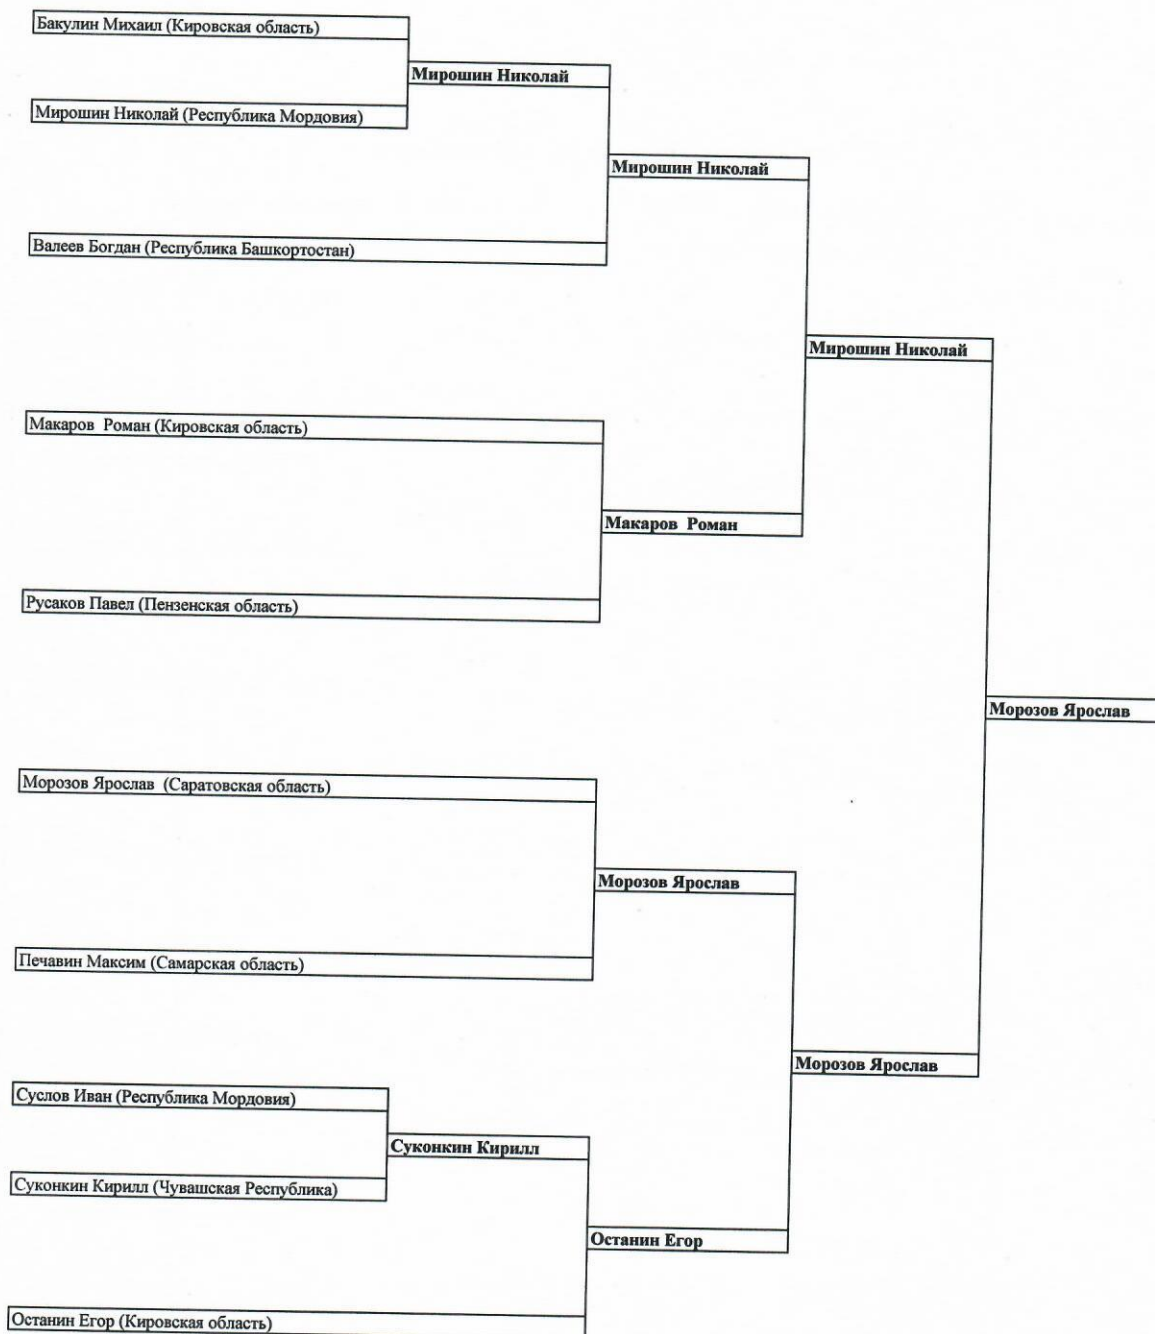 Бакулин Михаил (Кировская область)
Мирошин Николай
Мирошин Николай (Республика Мордовия)
Мирошин Николай
Валеев Богдан (Республика Башкортостан)
Мирошин Николай
Макаров  Роман (Кировская область)
Макаров  Роман
Русаков Павел (Пензенская область)
Морозов Ярослав
Морозов Ярослав  (Саратовская область)
Морозов Ярослав
Печавин Максим (Самарская область)
Морозов Ярослав
Суслов Иван (Республика Мордовия)
Суконкин Кирилл
Суконкин Кирилл (Чувашская Республика)
Останин Егор
Останин Егор (Кировская область)